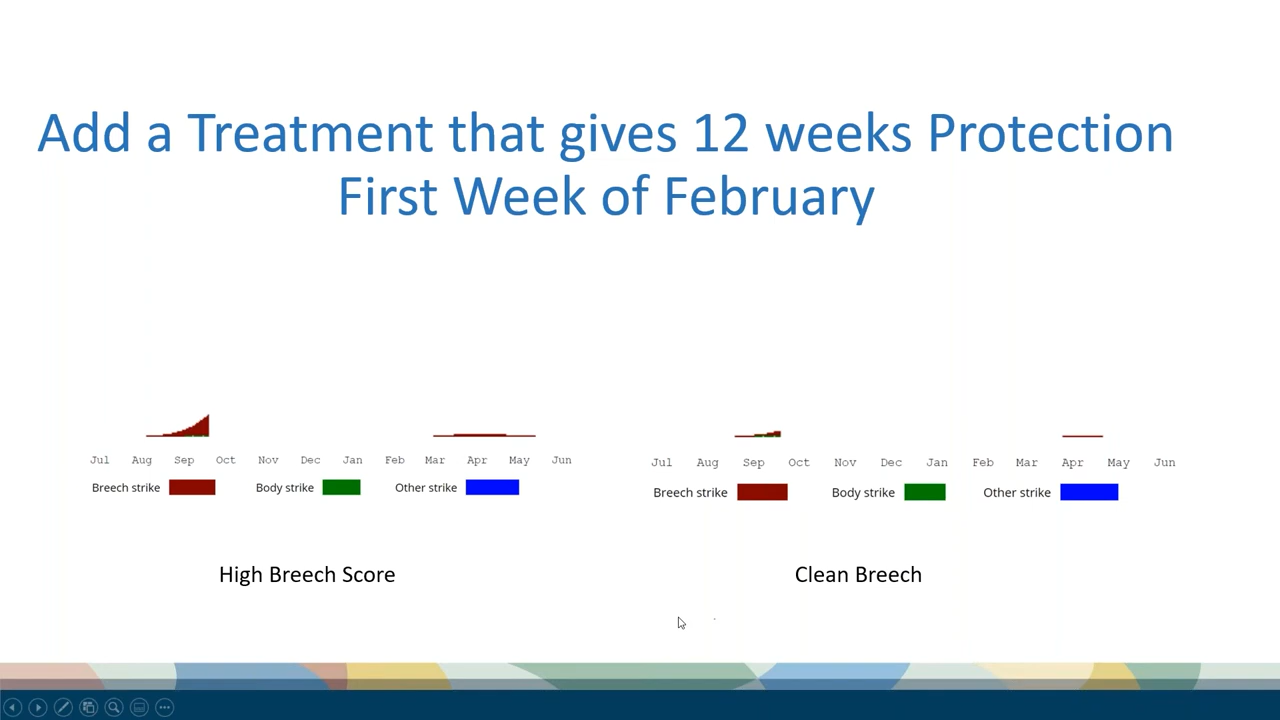 Add a Treatment that gives 12 weeks Protection
First Week of February
Jul Aug Sep Oct Nov Dec Jan Feb Mar Apr May Jun
Breech strike Body strike Other strike
High Breech Score
Jul Aug Sep Oct Nov Dec Jan Feb Mar Apr May Jun
Breech strike Body strike Other strike
Clean Breech